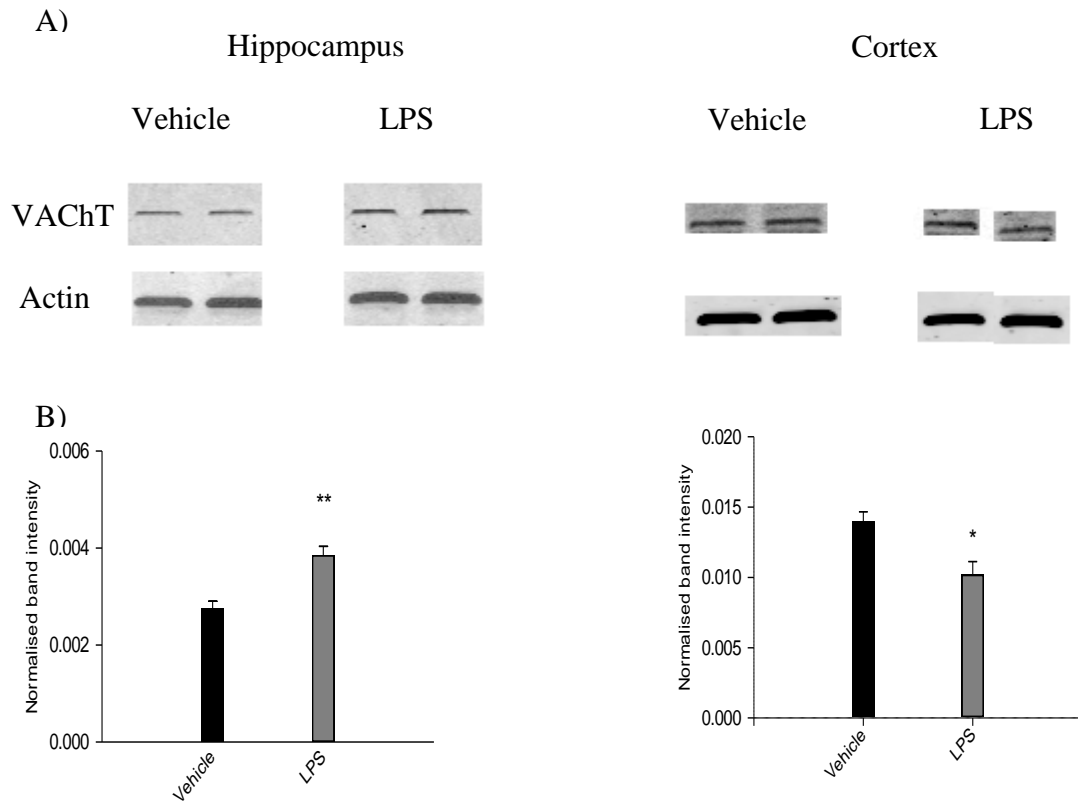 A)
Hippocampus
Cortex
Vehicle LPS
Vehicle LPS
VAChT
Actin
B)
Normalised band intensity
0.006
0.004
0.002
0.000
**
Vehicle
LPS
Normalised band intensity
0.020
0.015
0.010
0.005
0.000
*
Vehicle
LPS